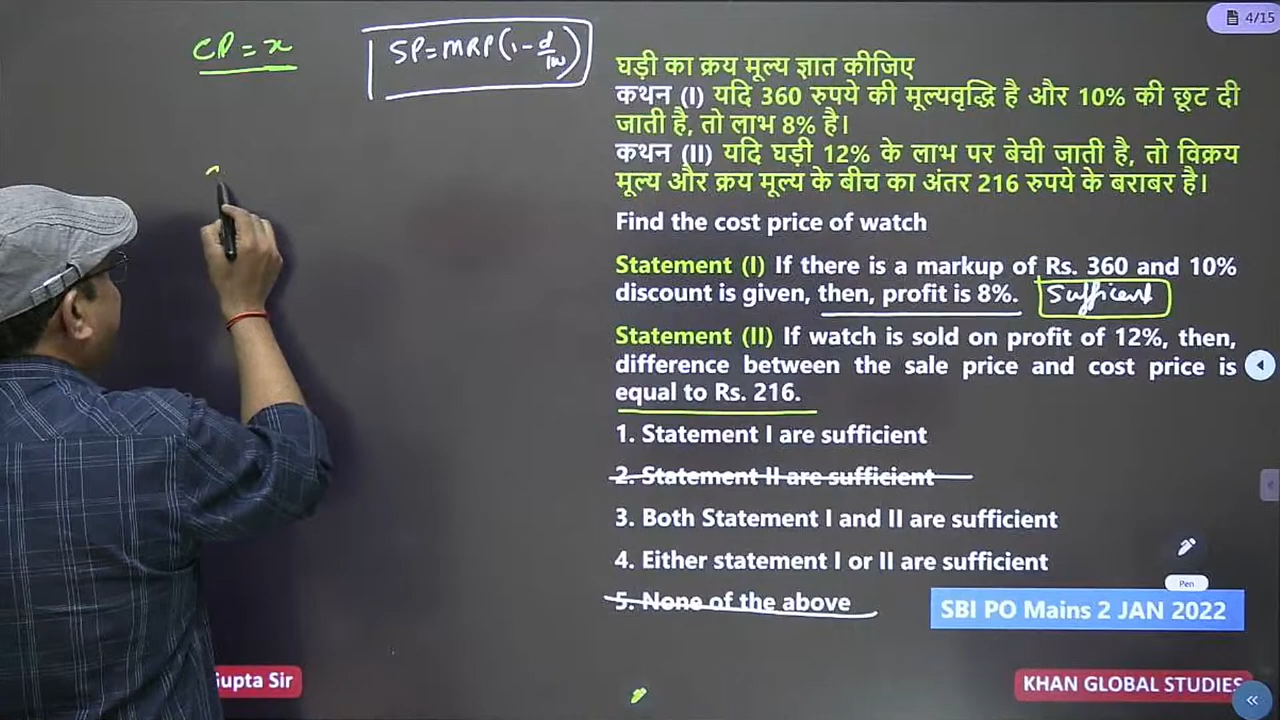 4/15
CP = x
SP=MRP(1-d/100)
घड़ी का क्रय मूल्य ज्ञात कीजिए
कथन (I) यदि 360 रुपये की मूल्यवृद्धि है और 10% की छूट दी
जाती है, तो लाभ 8% है।
कथन (II) यदि घड़ी 12% के लाभ पर बेची जाती है, तो विक्रय
मूल्य और क्रय मूल्य के बीच का अंतर 216 रुपये के बराबर है।
Find the cost price of watch
Statement (I) If there is a markup of Rs. 360 and 10%
discount is given, then, profit is 8%. Sufficent
Statement (II) If watch is sold on profit of 12%, then,
difference between the sale price and cost price is
equal to Rs. 216.
1. Statement I are sufficient
2. Statement II are sufficient
3. Both Statement I and II are sufficient
4. Either statement I or II are sufficient
Pen
5. None of the above
SBI PO Mains 2 JAN 2022
Gupta Sir
KHAN GLOBAL STUDIES